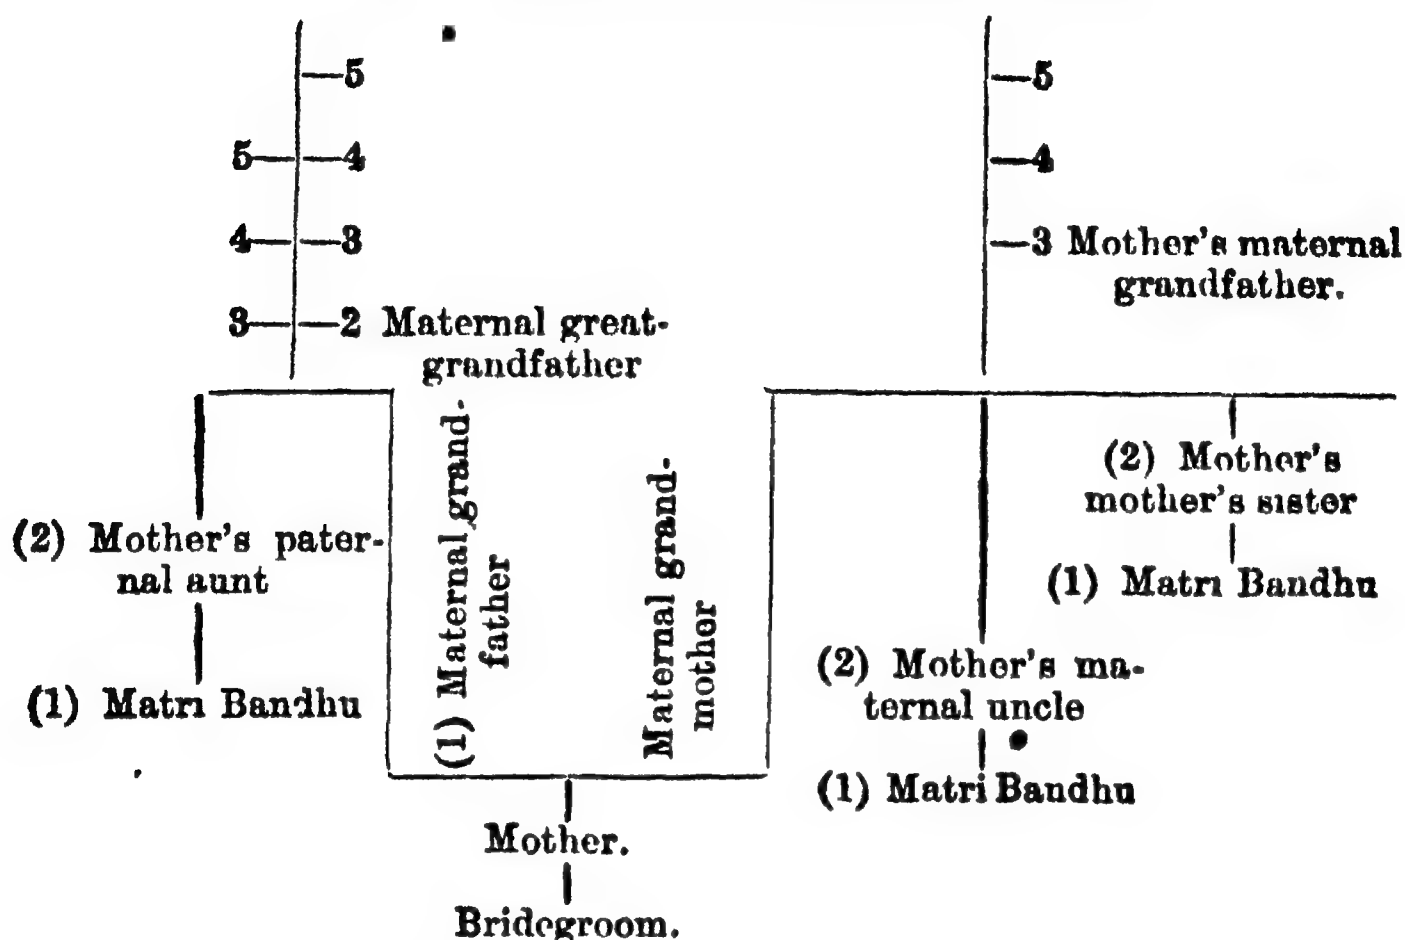 5
5
5 4
4
4 3
3 Mother's maternal
grandfather.
3 2 Maternal great-
grandfather
(2) Mother's
mother's sister
(1) Matri Bandhu
(2) Mother's pater-
nal aunt
(1) Matri Bandhu
(1) Maternal grand-
father
Maternal grand-
mother
(2) Mother's ma-
ternal uncle
(1) Matri Bandhu
Mother.
Bridegroom.